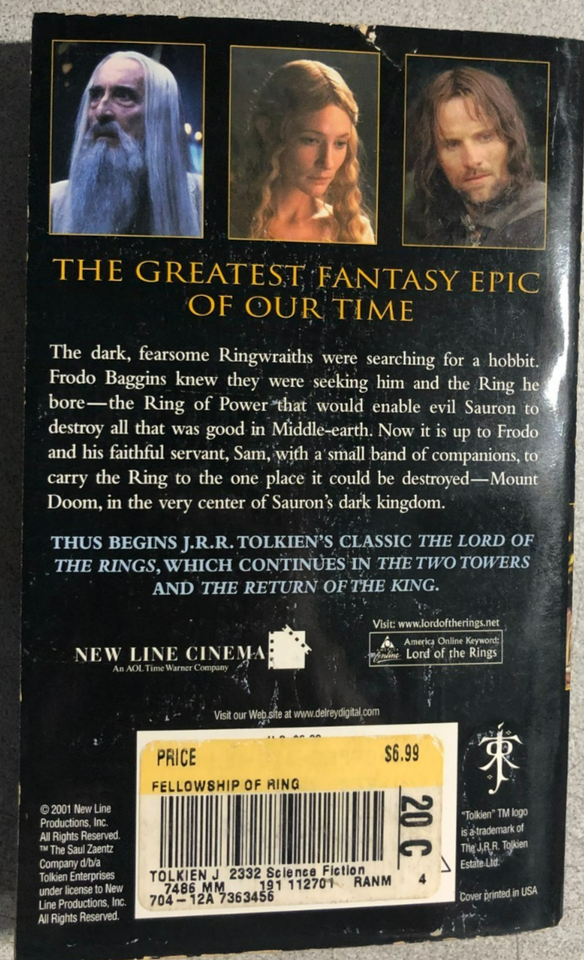 THE GREATEST FANTASY EPIC
OF OUR TIME
The dark, fearsome Ringwraiths were searching for a hobbit.
Frodo Baggins knew they were seeking him and the Ring he
bore—the Ring of Power that would enable evil Sauron to
destroy all that was good in Middle-earth. Now it is up to Frodo
and his faithful servant, Sam, with a small band of companions, to
carry the Ring to the one place it could be destroyed—Mount
Doom, in the very center of Sauron's dark kingdom.
THUS BEGINS J.R.R. TOLKIEN'S CLASSIC THE LORD OF
THE RINGS, WHICH CONTINUES IN THE TWO TOWERS
AND THE RETURN OF THE KING.
NEW LINE CINEMA
An AOL Time Warner Company
Visit: www.lordoftherings.net
America Online Keyword:
Lord of the Rings
Visit our Web site at www.delreydigital.com
PRICE $6.99
FELLOWSHIP OF RING
20 C
TOLKIEN J 2332 Science Fiction
7486 MM 191 112701 RANM 4
704-12A 7363456
© 2001 New Line
Productions, Inc.
All Rights Reserved.
™ The Saul Zaentz
Company d/b/a
Tolkien Enterprises
under license to New
Line Productions, Inc.
All Rights Reserved.
"Tolkien" TM logo
is a trademark of
The J.R.R. Tolkien
Estate Ltd.
Cover printed in USA